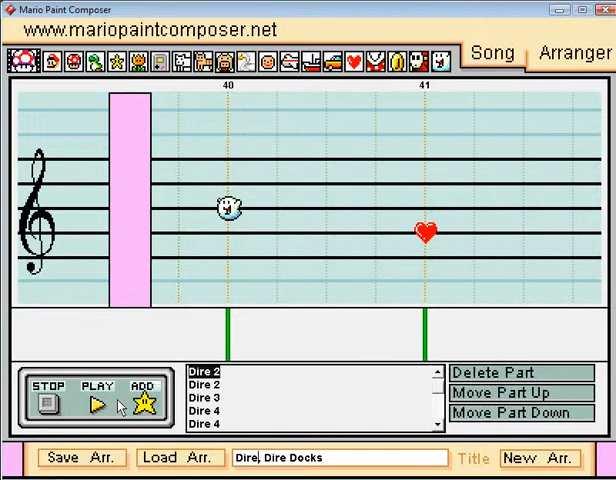 Mario Paint Composer
www.mariopaintcomposer.net
Song
Arranger
40
41
STOP
PLAY
ADD
Dire 2
Dire 2
Dire 3
Dire 4
Dire 4
Delete Part
Move Part Up
Move Part Down
Save Arr.
Load Arr.
Dire, Dire Docks
Title
New Arr.